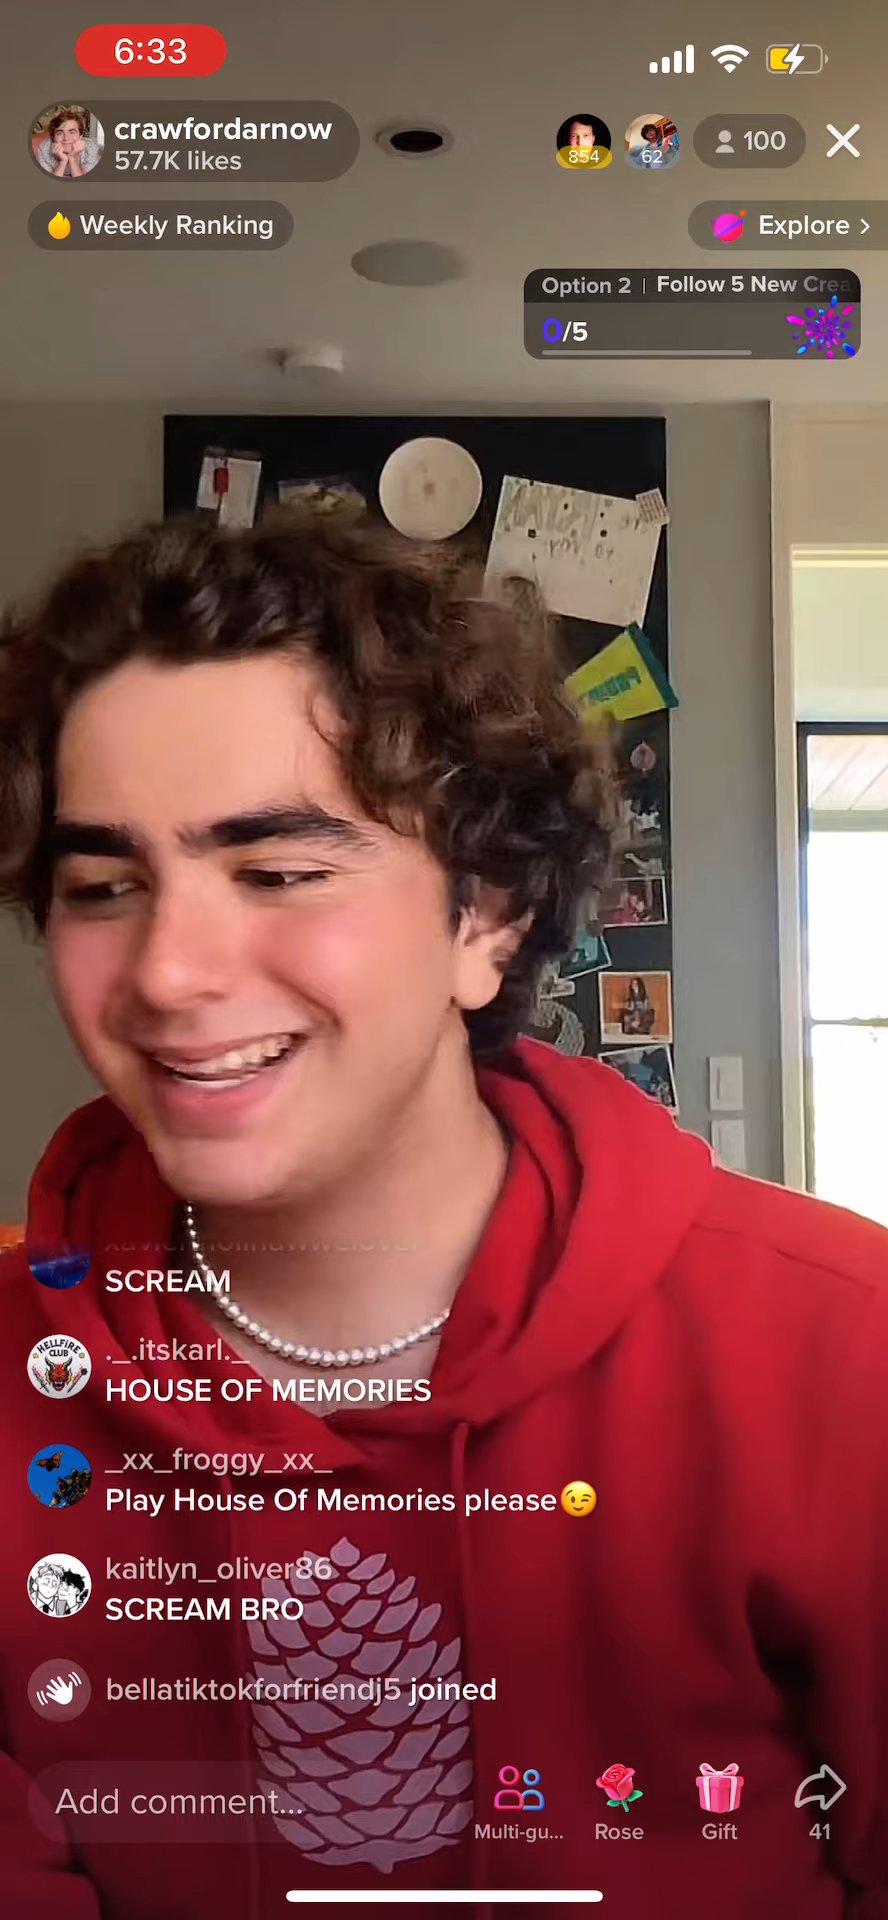 6:33
crawfordarnow
57.7K likes
854
62
100
Weekly Ranking
Explore >
Option 2 | Follow 5 New Crea
0/5
SCREAM
HELLFIRE
CLUB
._.itskarl._
HOUSE OF MEMORIES
_xx_froggy_xx_
Play House Of Memories please😉
kaitlyn_oliver86
SCREAM BRO
bellatiktokforfriendj5 joined
Add comment...
Multi-gu...
Rose
Gift
41